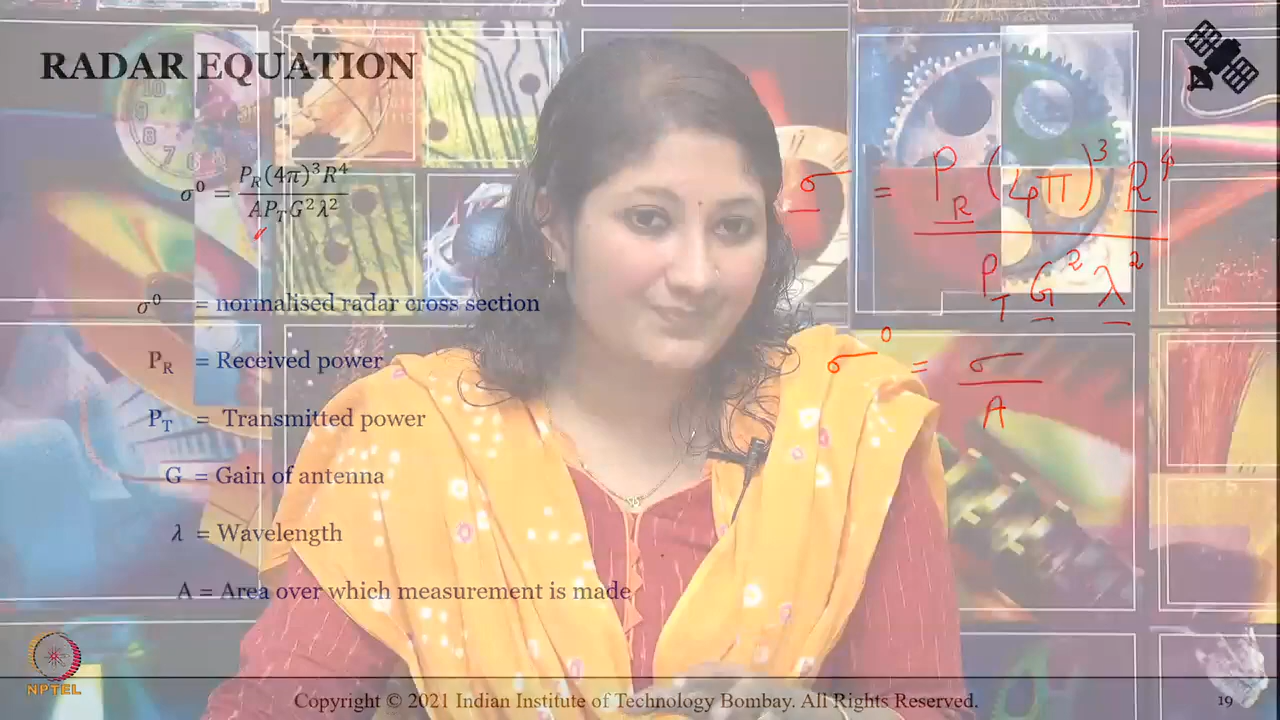 RADAR EQUATION
σ⁰ = P_R(4π)³R⁴ / AP_TG²λ²
σ = P_R (4π)³ R⁴ / P_T G² λ²
σ⁰ = normalised radar cross section
σ⁰ = σ / A
P_R = Received power
P_T = Transmitted power
G = Gain of antenna
λ = Wavelength
A = Area over which measurement is made
NPTEL
Copyright © 2021 Indian Institute of Technology Bombay. All Rights Reserved.
19